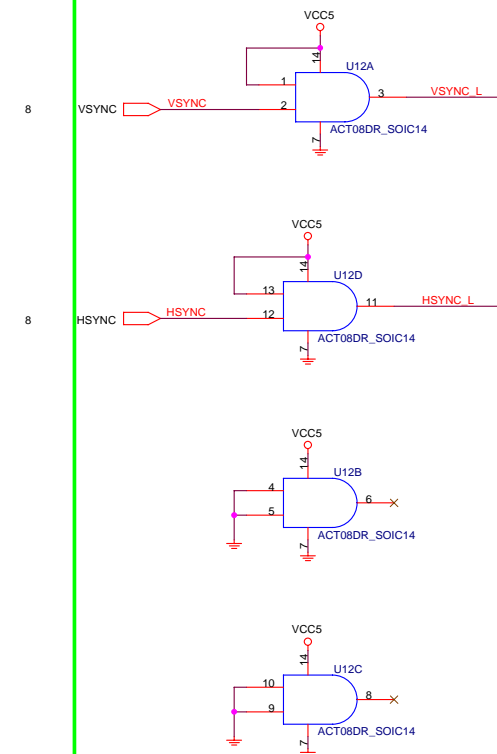 VCC5
14
U12A
1
3
VSYNC_L
8
VSYNC
VSYNC
2
ACT08DR_SOIC14
7
VCC5
14
U12D
13
11
HSYNC_L
8
HSYNC
HSYNC
12
ACT08DR_SOIC14
7
VCC5
14
U12B
4
6
5
ACT08DR_SOIC14
7
VCC5
14
U12C
10
8
9
ACT08DR_SOIC14
7